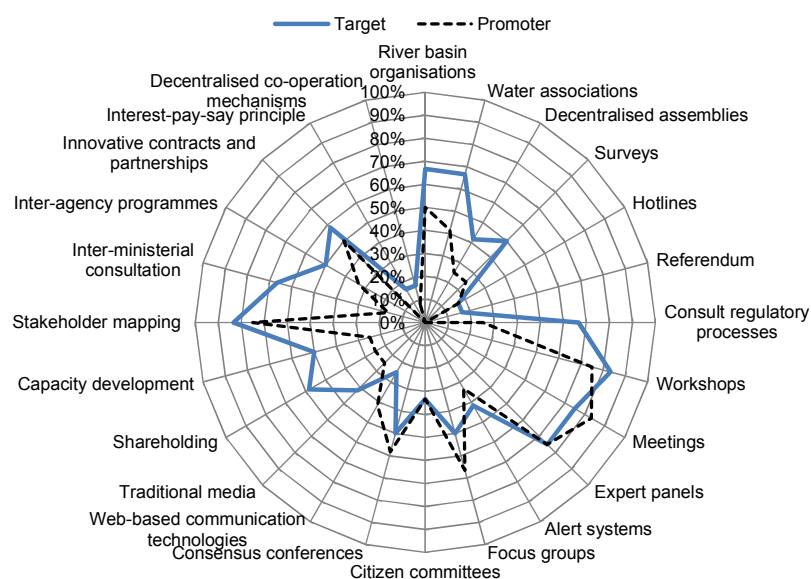 Target
Promoter
River basin
organisations
Water associations
Decentralised assemblies
Surveys
Hotlines
Referendum
Consult regulatory
processes
Workshops
Meetings
Expert panels
Alert systems
Focus groups
Citizen committees
Consensus conferences
Web-based communication
technologies
Traditional media
Shareholding
Capacity development
Stakeholder mapping
Inter-ministerial
consultation
Inter-agency programmes
Innovative contracts and
partnerships
Interest-pay-say principle
Decentralised co-operation
mechanisms
100%
90%
80%
70%
60%
50%
40%
30%
20%
10%
0%